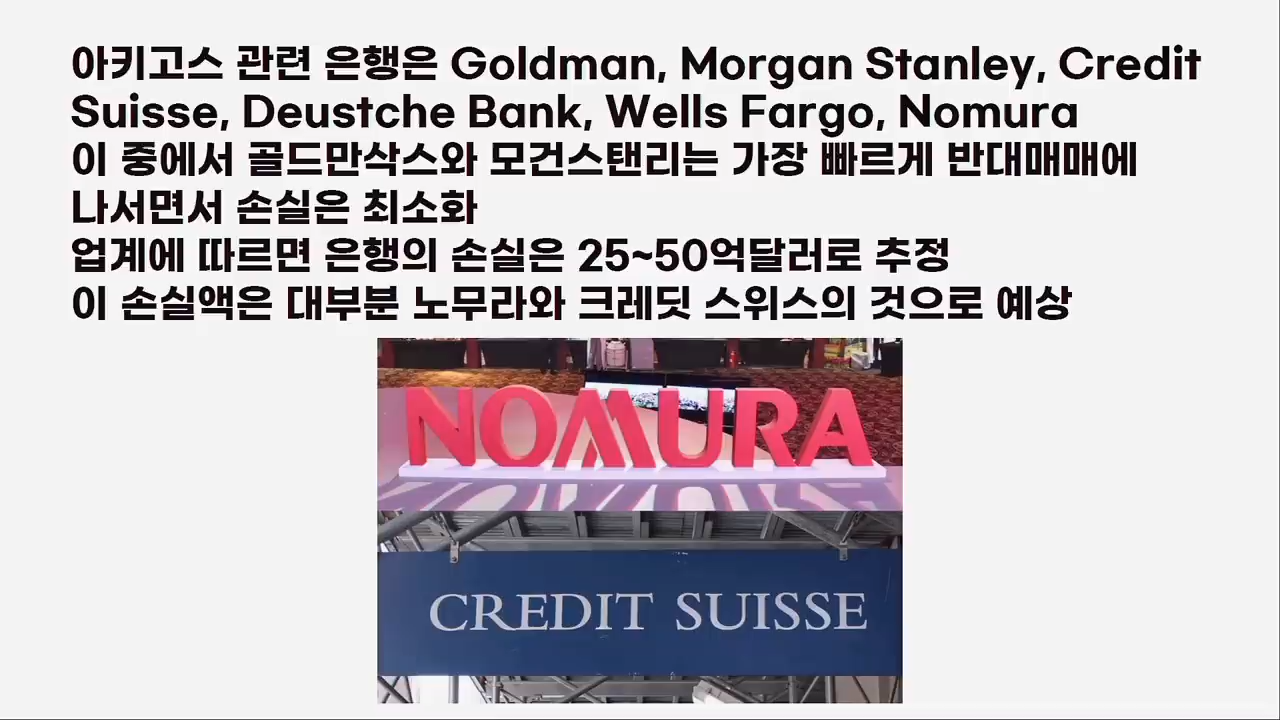 아키고스 관련 은행은 Goldman, Morgan Stanley, Credit
Suisse, Deustche Bank, Wells Fargo, Nomura
이 중에서 골드만삭스와 모건스탠리는 가장 빠르게 반대매매에
나서면서 손실은 최소화
업계에 따르면 은행의 손실은 25~50억달러로 추정
이 손실액은 대부분 노무라와 크레딧 스위스의 것으로 예상
NOMURA
CREDIT SUISSE